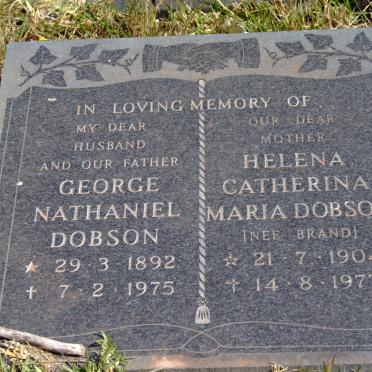 IN LOVING MEMORY OF
MY DEAR
HUSBAND
AND OUR FATHER
GEORGE
NATHANIEL
DOBSON
☆ 29 · 3 · 1892
✝ 7 · 2 · 1975
OUR DEAR
MOTHER
HELENA
CATHERINA
MARIA DOBSO
(NEE BRAND)
☆ 21 · 7 · 190
✝ 14 · 8 · 197